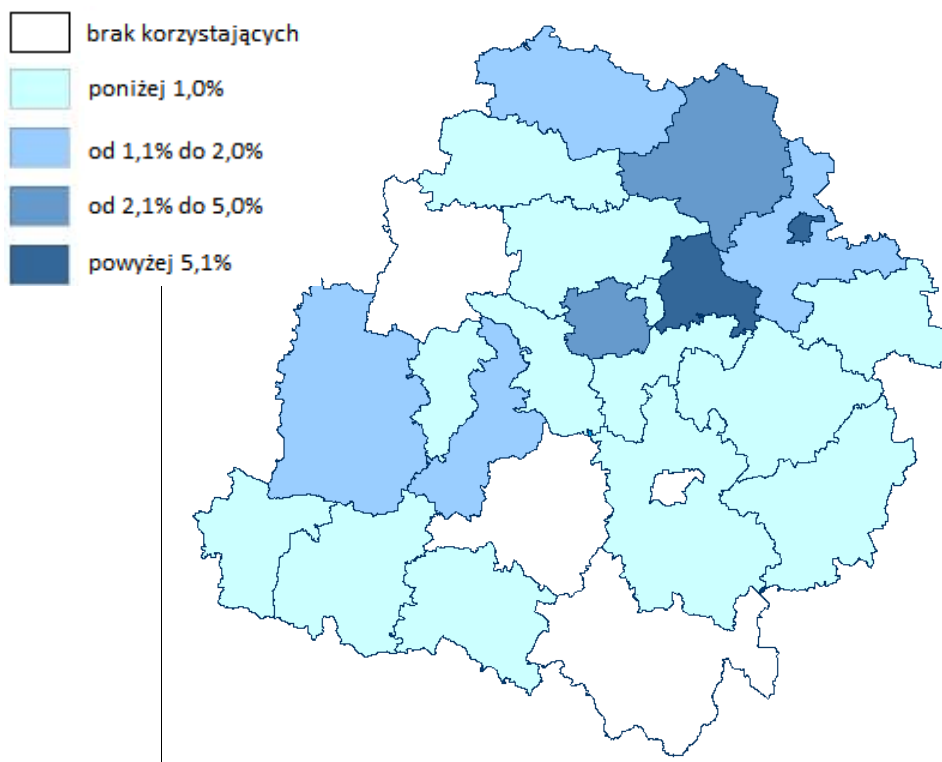 brak korzystających
poniżej 1,0%
od 1,1% do 2,0%
od 2,1% do 5,0%
powyżej 5,1%